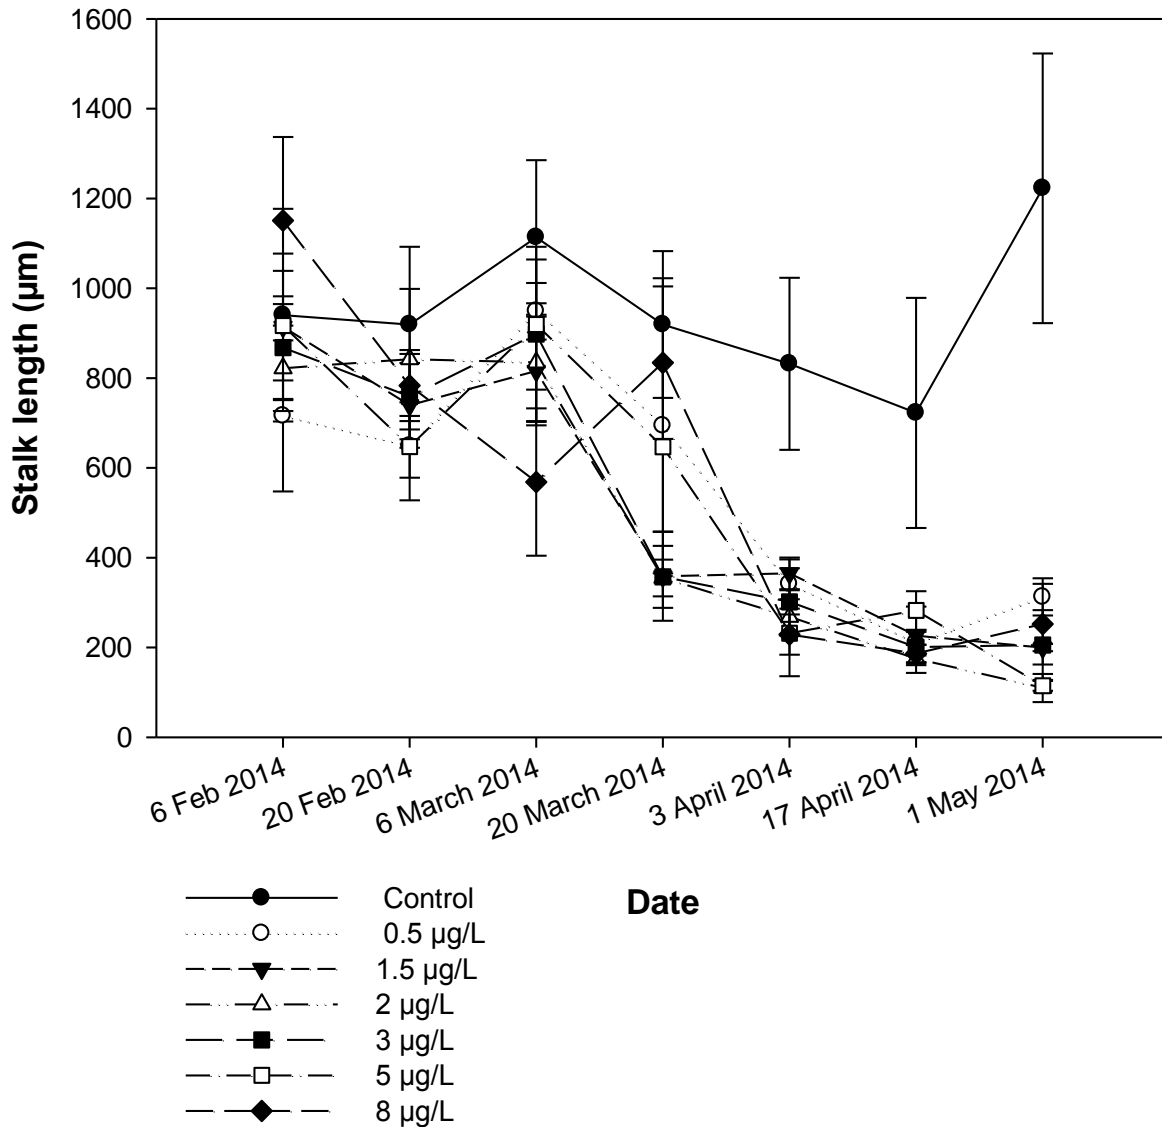 1600
1400
1200
1000
800
600
400
200
0
Stalk length (µm)
6 Feb 2014
20 Feb 2014
6 March 2014
20 March 2014
3 April 2014
17 April 2014
1 May 2014
Date
Control
0.5 µg/L
1.5 µg/L
2 µg/L
3 µg/L
5 µg/L
8 µg/L